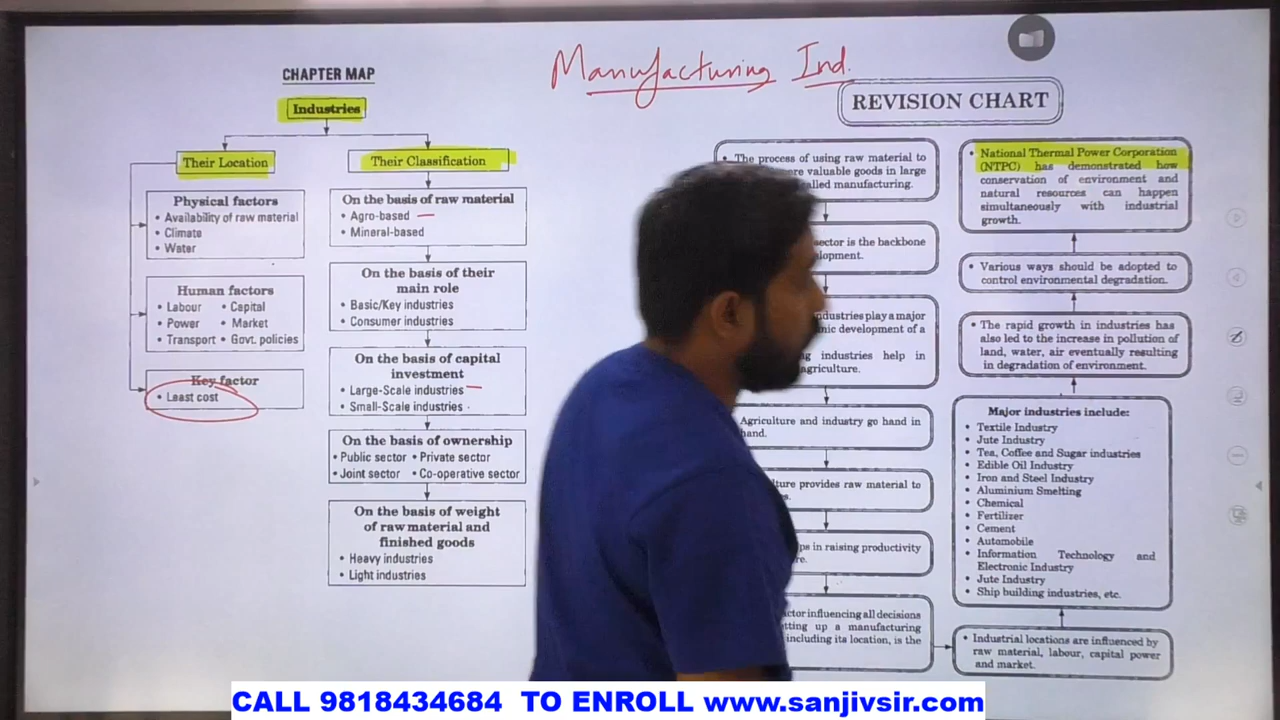 Manufacturing Ind.
CHAPTER MAP
Industries
Their Location
Physical factors
• Availability of raw material
• Climate
• Water
Human factors
• Labour • Capital
• Power • Market
• Transport • Govt. policies
Key factor
• Least cost
Their Classification
On the basis of raw material
• Agro-based
• Mineral-based
On the basis of their
main role
• Basic/Key industries
• Consumer industries
On the basis of capital
investment
• Large-Scale industries
• Small-Scale industries
On the basis of ownership
• Public sector • Private sector
• Joint sector • Co-operative sector
On the basis of weight
of raw material and
finished goods
• Heavy industries
• Light industries
REVISION CHART
• The process of using raw material to
valuable goods in large
called manufacturing.
sector is the backbone
industries play a major
development of a
industries help in
agriculture.
Agriculture and industry go hand in
hand.
provides raw material to
in raising productivity
influencing all decisions
up a manufacturing
including its location, is the
• Industrial locations are influenced by
raw material, labour, capital power
and market.
Major industries include:
• Textile Industry
• Jute Industry
• Tea, Coffee and Sugar industries
• Edible Oil Industry
• Iron and Steel Industry
• Aluminium Smelting
• Chemical
• Fertilizer
• Cement
• Automobile
• Information Technology and
Electronic Industry
• Jute Industry
• Ship building industries, etc.
• The rapid growth in industries has
also led to the increase in pollution of
land, water, air eventually resulting
in degradation of environment.
• Various ways should be adopted to
control environmental degradation.
• National Thermal Power Corporation
(NTPC) has demonstrated how
conservation of environment and
natural resources can happen
simultaneously with industrial
growth.
CALL 9818434684 TO ENROLL www.sanjivsir.com